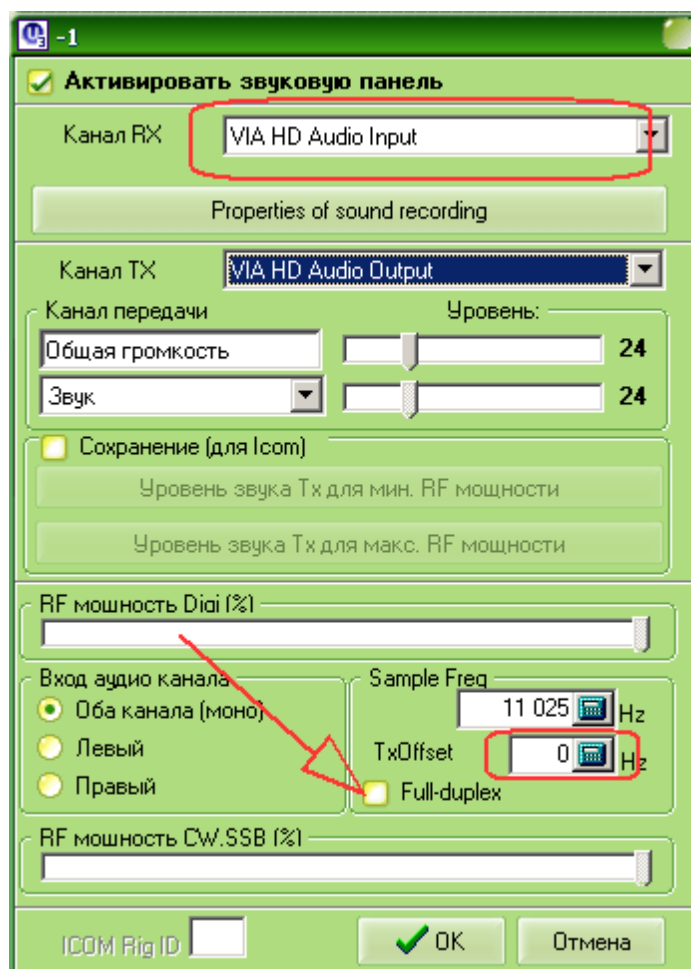 -1
Активировать звуковую панель
Канал RX VIA HD Audio Input
Properties of sound recording
Канал TX VIA HD Audio Output
Канал передачи Уровень:
Общая громкость 24
Звук 24
Сохранение (для Icom)
Уровень звука Tx для мин. RF мощности
Уровень звука Tx для макс. RF мощности
RF мошность Digi (%)
Вход аудио канала Sample Freq
Оба канала (моно) 11 025 Hz
Левый TxOffset 0 Hz
Правый Full-duplex
RF мошность CW.SSB (%)
ICOM Rig ID OK Отмена